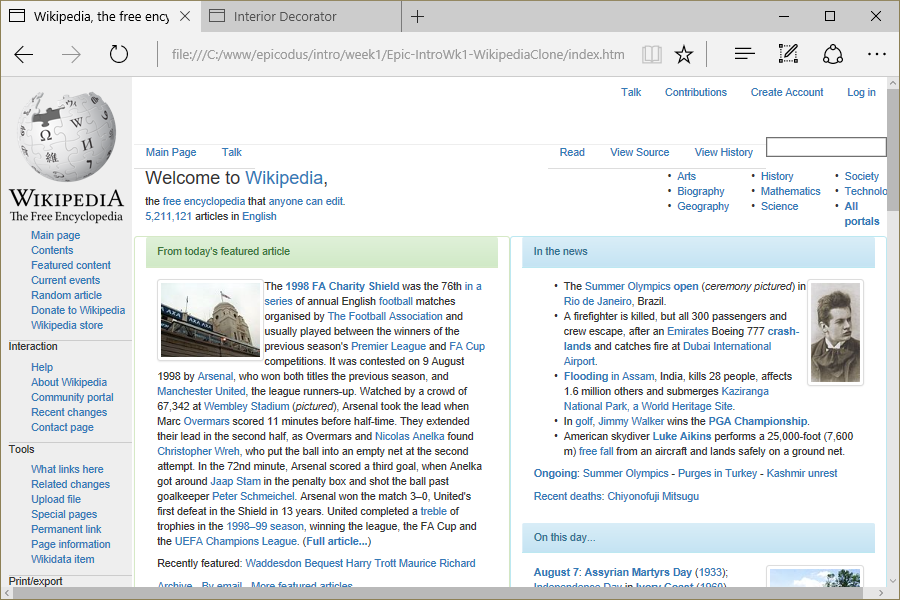 Wikipedia, the free ency
Interior Decorator
file:///C:/www/epicodus/intro/week1/Epic-IntroWk1-WikipediaClone/index.htm
Talk Contributions Create Account Log in
Main Page Talk Read View Source View History
WIKIPEDIA
The Free Encyclopedia
Main page
Contents
Featured content
Current events
Random article
Donate to Wikipedia
Wikipedia store
Interaction
Help
About Wikipedia
Community portal
Recent changes
Contact page
Tools
What links here
Related changes
Upload file
Special pages
Permanent link
Page information
Wikidata item
Print/export
Welcome to Wikipedia,
the free encyclopedia that anyone can edit.
5,211,121 articles in English
• Arts
• Biography
• Geography
• History
• Mathematics
• Science
• Society
• Technolo
• All
portals
From today's featured article
The 1998 FA Charity Shield was the 76th in a
series of annual English football matches
organised by The Football Association and
usually played between the winners of the
previous season's Premier League and FA Cup
competitions. It was contested on 9 August
1998 by Arsenal, who won both titles the previous season, and
Manchester United, the league runners-up. Watched by a crowd of
67,342 at Wembley Stadium (pictured), Arsenal took the lead when
Marc Overmars scored 11 minutes before half-time. They extended
their lead in the second half, as Overmars and Nicolas Anelka found
Christopher Wreh, who put the ball into an empty net at the second
attempt. In the 72nd minute, Arsenal scored a third goal, when Anelka
got around Jaap Stam in the penalty box and shot the ball past
goalkeeper Peter Schmeichel. Arsenal won the match 3–0, United's
first defeat in the Shield in 13 years. United completed a treble of
trophies in the 1998–99 season, winning the league, the FA Cup and
the UEFA Champions League. (Full article...)
Recently featured: Waddesdon Bequest Harry Trott Maurice Richard
Archive - By email - More featured articles
In the news
• The Summer Olympics open (ceremony pictured) in
Rio de Janeiro, Brazil.
• A firefighter is killed, but all 300 passengers and
crew escape, after an Emirates Boeing 777 crash-
lands and catches fire at Dubai International
Airport.
• Flooding in Assam, India, kills 28 people, affects
1.6 million others and submerges Kaziranga
National Park, a World Heritage Site.
• In golf, Jimmy Walker wins the PGA Championship.
• American skydiver Luke Aikins performs a 25,000-foot (7,600
m) free fall from an aircraft and lands safely on a ground net.
Ongoing: Summer Olympics - Purges in Turkey - Kashmir unrest
Recent deaths: Chiyonofuji Mitsugu
On this day...
August 7: Assyrian Martyrs Day (1933);
Independence Day in Ivory Coast (1960)